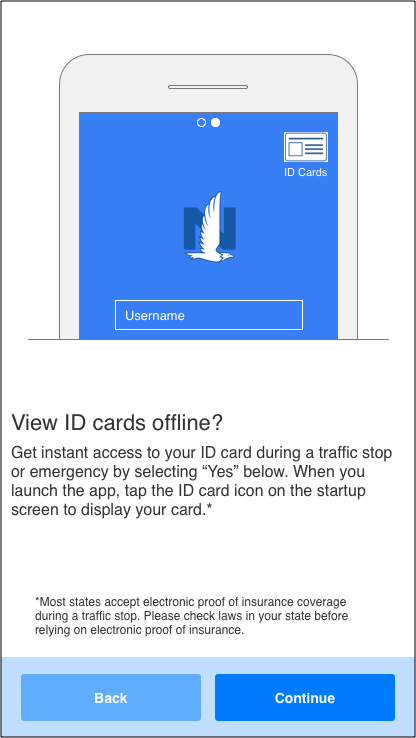 ID Cards
N
Username
View ID cards offline?
Get instant access to your ID card during a traffic stop
or emergency by selecting “Yes” below. When you
launch the app, tap the ID card icon on the startup
screen to display your card.*
*Most states accept electronic proof of insurance coverage
during a traffic stop. Please check laws in your state before
relying on electronic proof of insurance.
Back
Continue